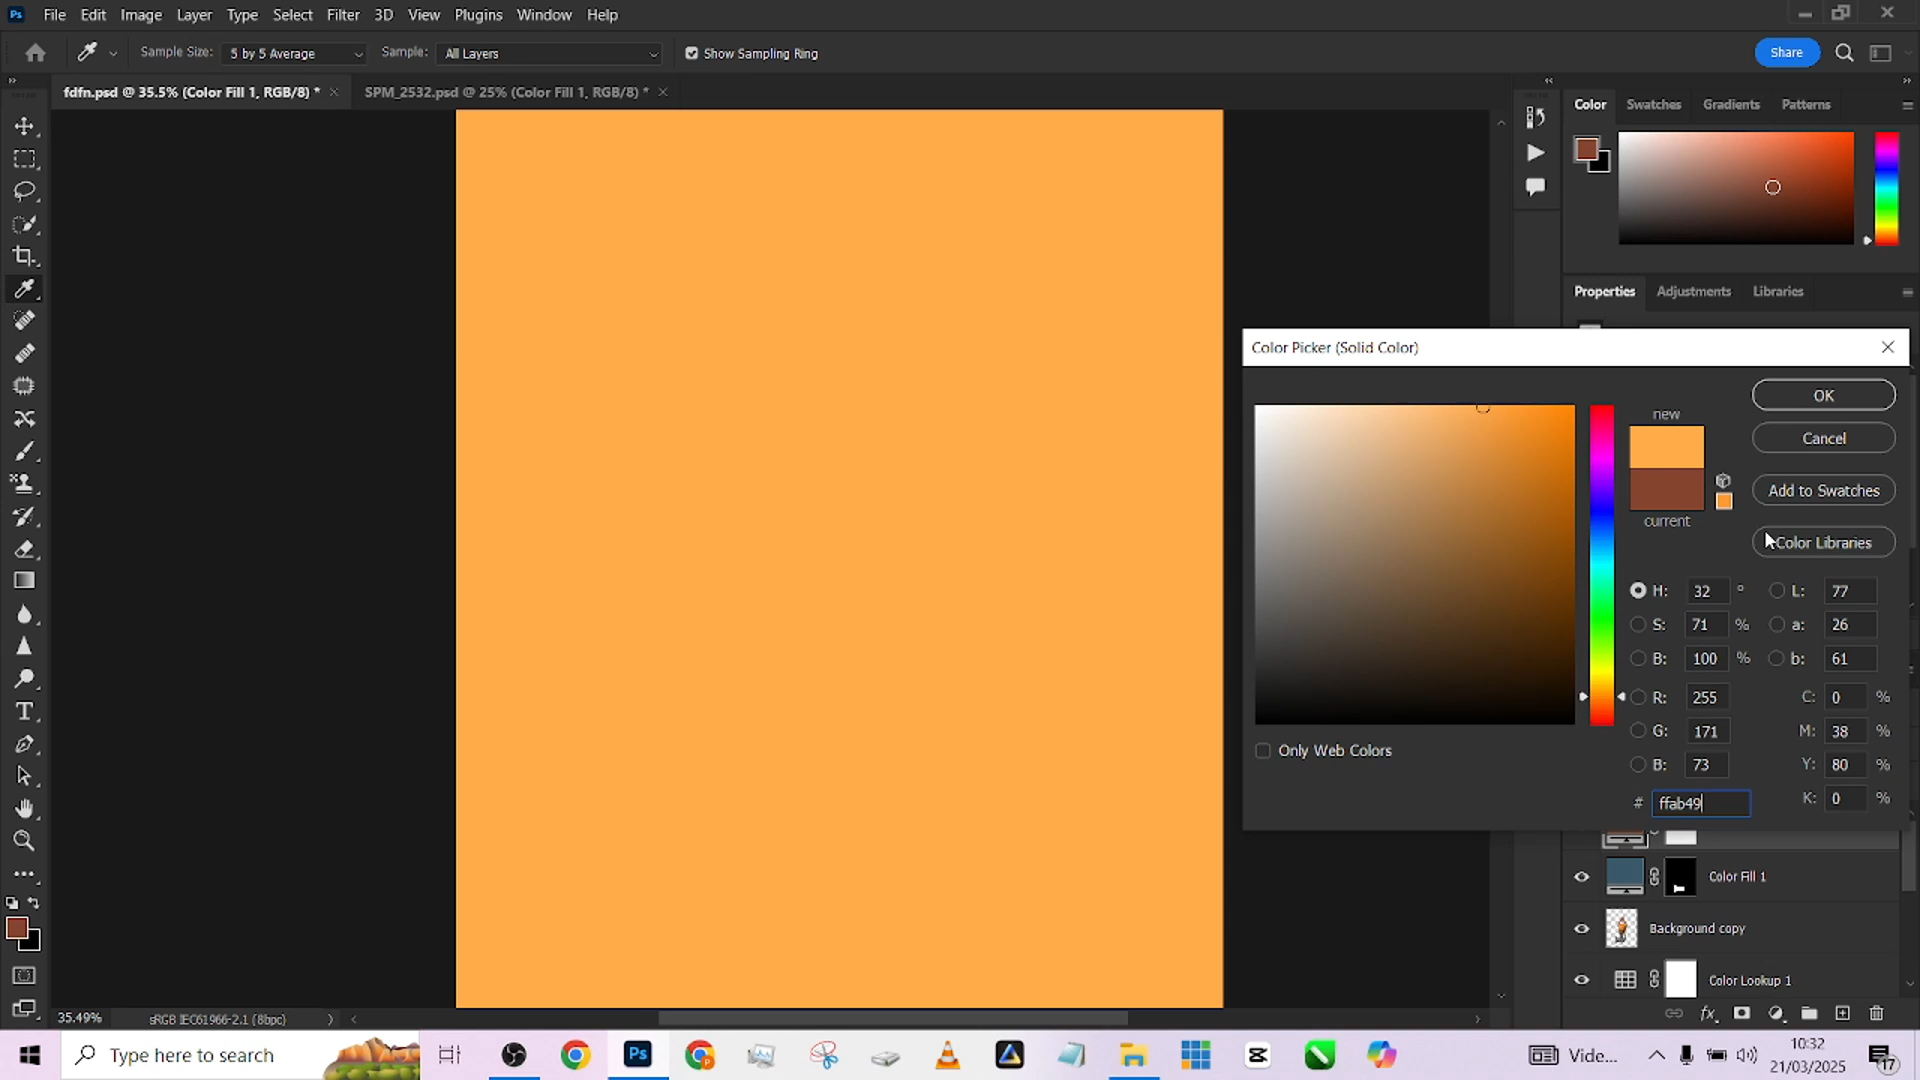 Ps File Edit Image Layer Type Select Filter 3D View Plugins Window Help
Sample Size: 5 by 5 Average Sample: All Layers Show Sampling Ring Share
fdfn.psd @ 35.5% (Color Fill 1, RGB/8) * SPM_2532.psd @ 25% (Color Fill 1, RGB/8) *
Color Swatches Gradients Patterns
Properties Adjustments Libraries
Color Picker (Solid Color)
OK
new
Cancel
Add to Swatches
current
Color Libraries
H: 32 ° L: 77
S: 71 % a: 26
B: 100 % b: 61
R: 255 C: 0 %
G: 171 M: 38 %
Only Web Colors
B: 73 Y: 80 %
# ffab49 K: 0 %
Color Fill 1
Background copy
Color Lookup 1
35.49% sRGB IEC61966-2.1 (8bpc)
Type here to search
Vide...
10:32
21/03/2025
17